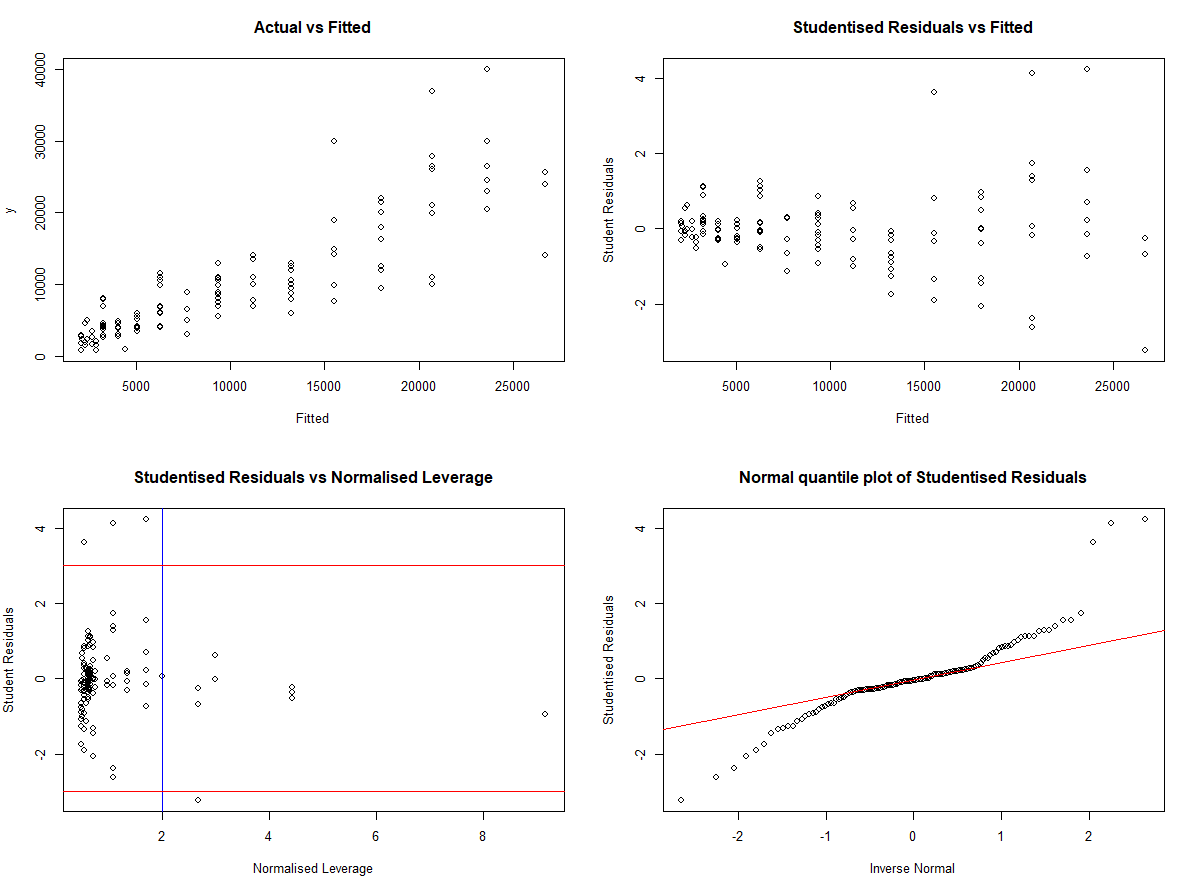 Actual vs Fitted
y
40000
30000
20000
10000
0
5000 10000 15000 20000 25000
Fitted
Studentised Residuals vs Fitted
Student Residuals
4
2
0
-2
5000 10000 15000 20000 25000
Fitted
Studentised Residuals vs Normalised Leverage
Student Residuals
4
2
0
-2
2 4 6 8
Normalised Leverage
Normal quantile plot of Studentised Residuals
Studentised Residuals
4
2
0
-2
-2 -1 0 1 2
Inverse Normal